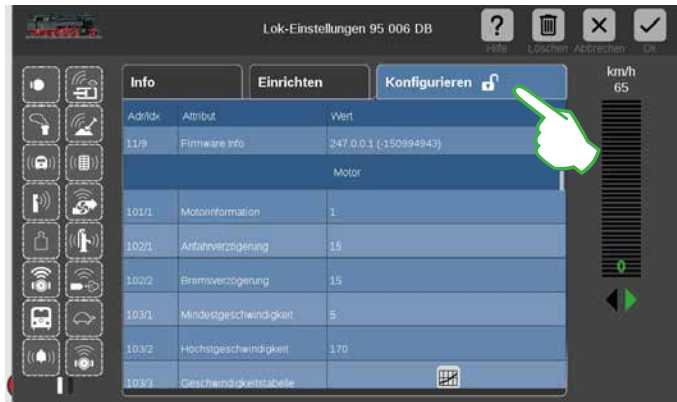 Lok-Einstellungen 95 006 DB
?
Hilfe
Löschen
Abbrechen
Ok
Info
Einrichten
Konfigurieren
km/h
65
Adr/Idx Attribut Wert
11/9 Firmware Info 247.0.0.1 (-150994943)
Motor
101/1 Motorinformation 1
102/1 Anfahrverzögerung 15
102/2 Bremsverzögerung 15
103/1 Mindestgeschwindigkeit 5
103/2 Höchstgeschwindigkeit 170
103/3 Geschwindigkeitstabelle
0